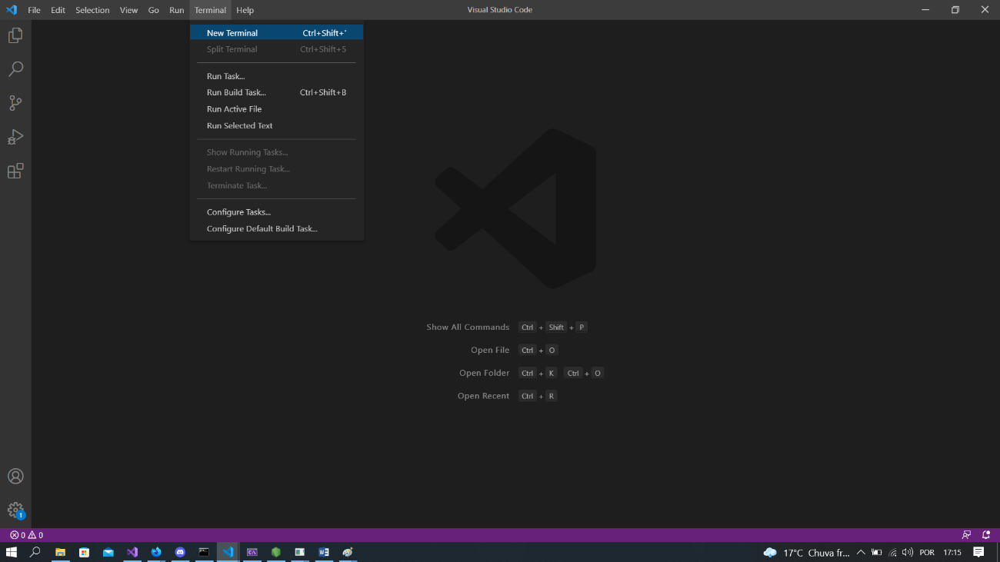 File Edit Selection View Go Run Terminal Help Visual Studio Code
New Terminal Ctrl+Shift+'
Split Terminal Ctrl+Shift+5
Run Task...
Run Build Task... Ctrl+Shift+B
Run Active File
Run Selected Text
Show Running Tasks...
Restart Running Task...
Terminate Task...
Configure Tasks...
Configure Default Build Task...
Show All Commands Ctrl + Shift + P
Open File Ctrl + O
Open Folder Ctrl + K Ctrl + O
Open Recent Ctrl + R
1
0 0
17°C Chuva fr... POR 17:15